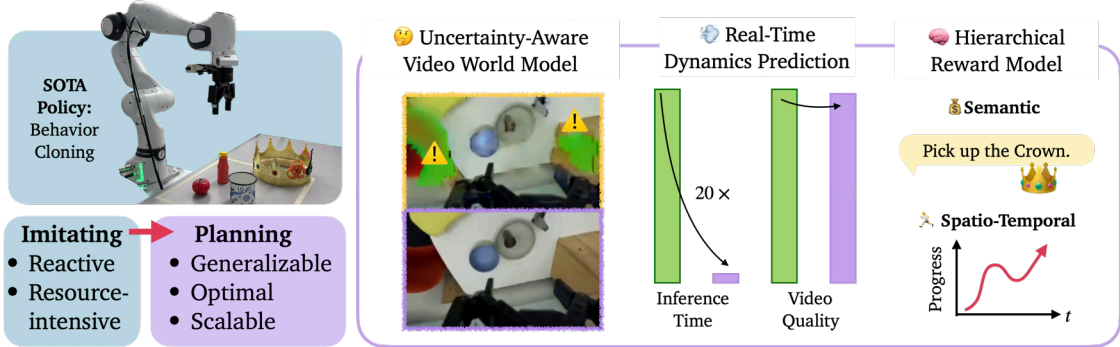 SOTA
Policy:
Behavior
Cloning
Imitating
• Reactive
• Resource-
intensive
Planning
• Generalizable
• Optimal
• Scalable
🤔 Uncertainty-Aware
Video World Model
💨 Real-Time
Dynamics Prediction
20 ×
Inference
Time
Video
Quality
🧠 Hierarchical
Reward Model
💰Semantic
Pick up the Crown.
🏃 Spatio-Temporal
Progress
t